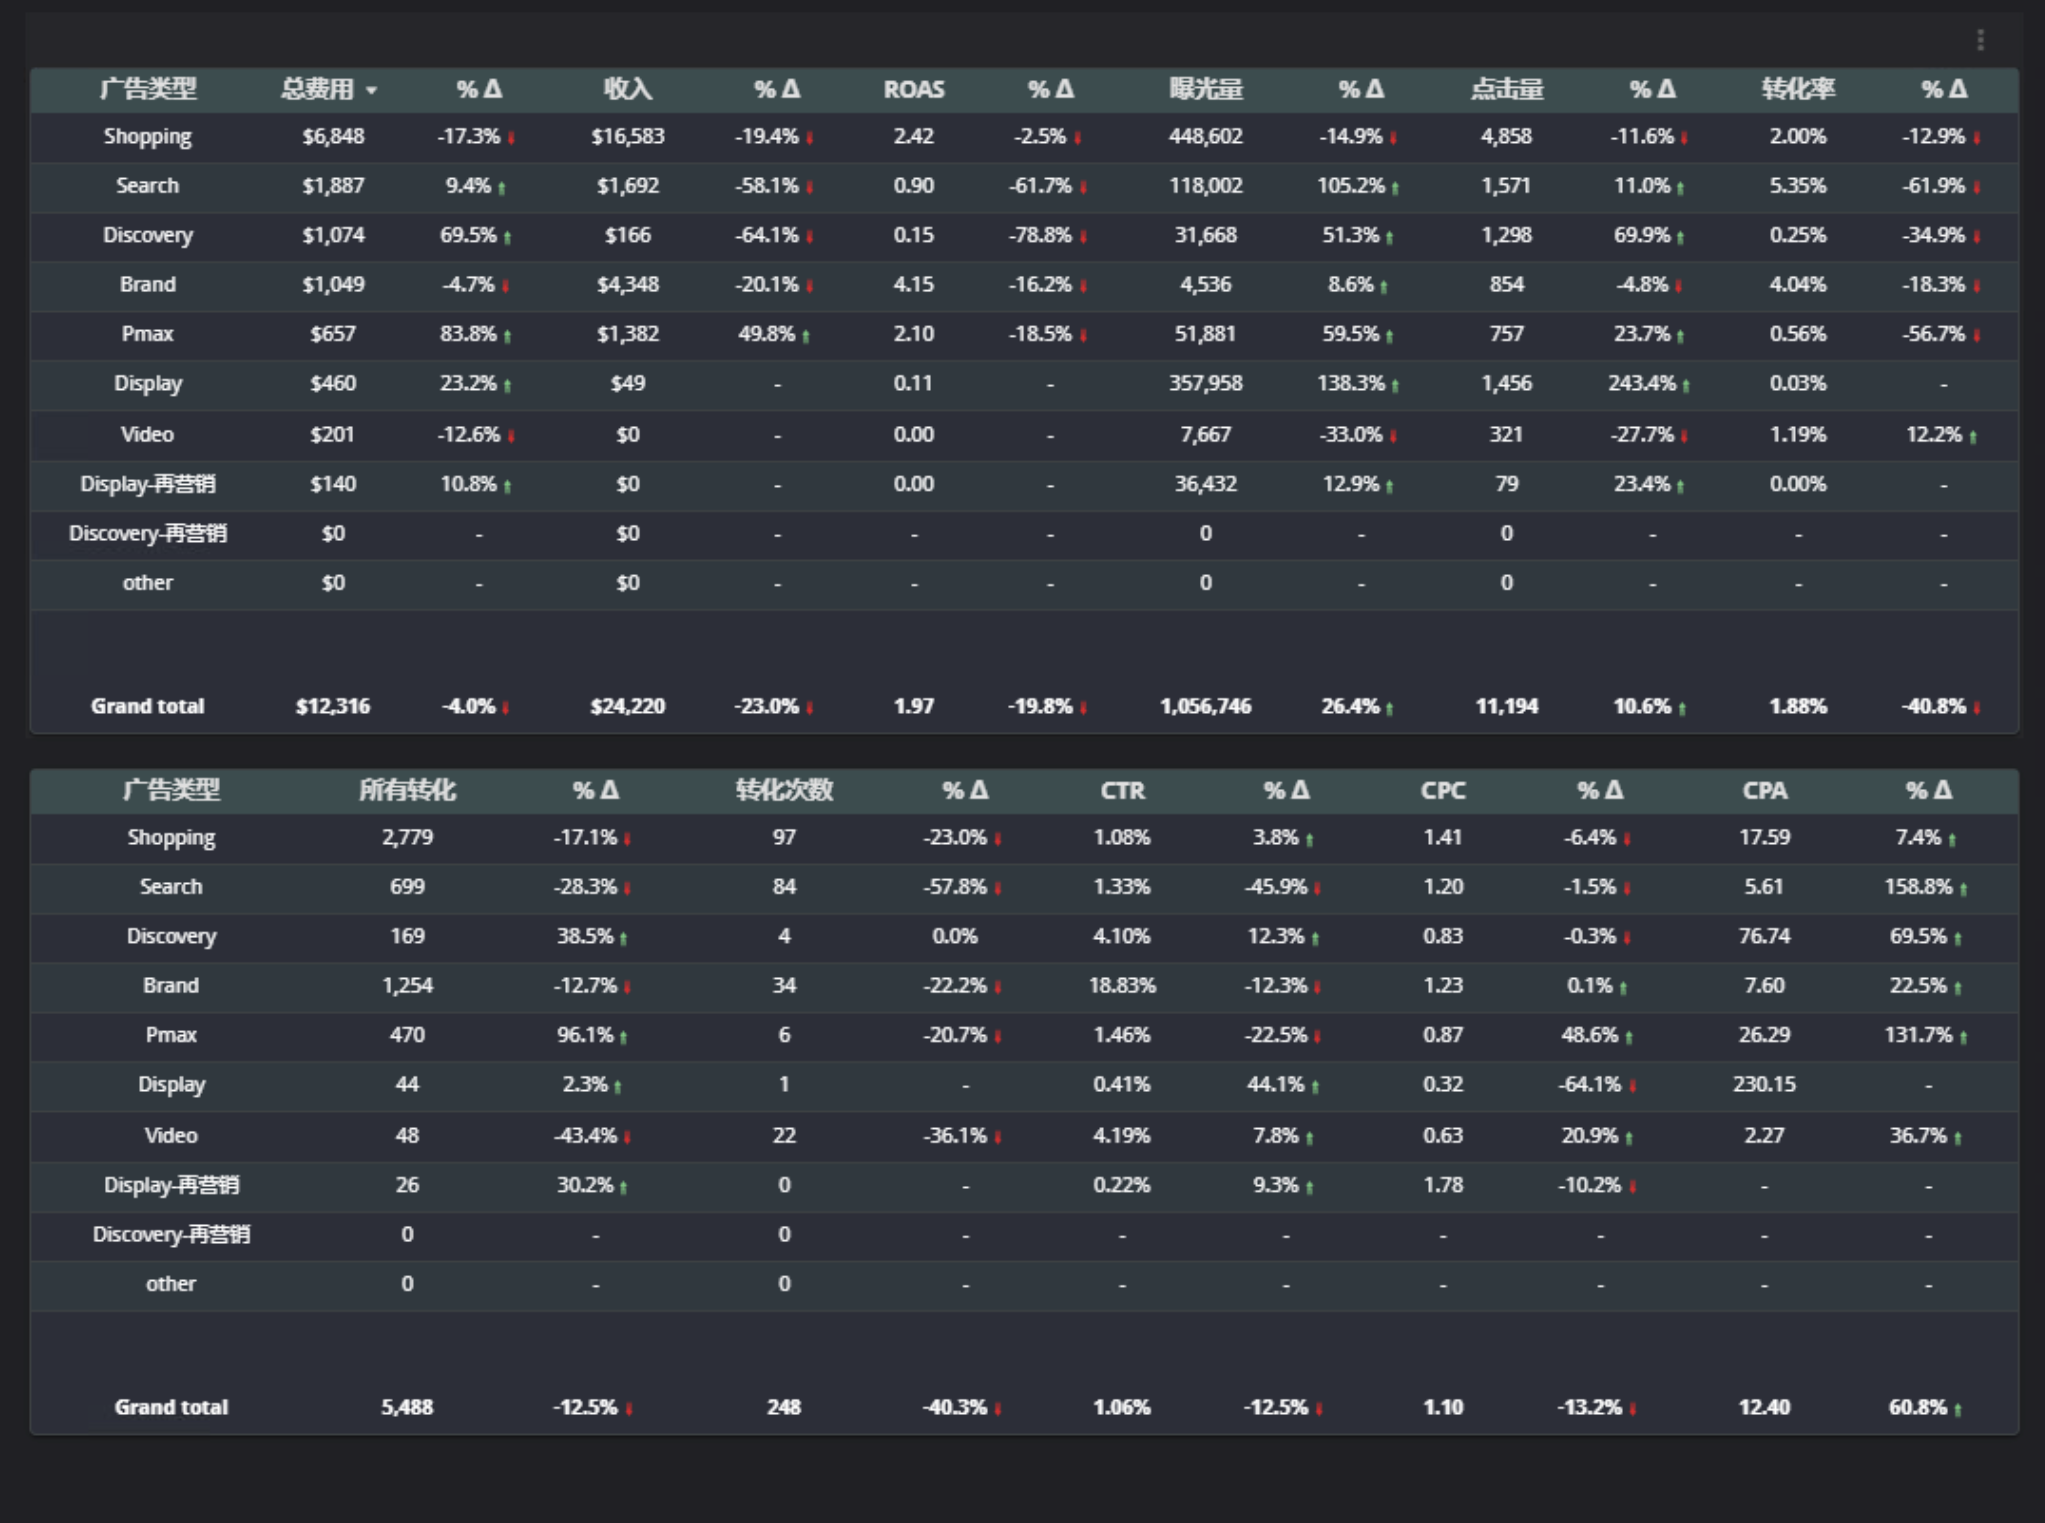 广告类型 总费用 % Δ 收入 % Δ ROAS % Δ 曝光量 % Δ 点击量 % Δ 转化率 % Δ
Shopping $6,848 -17.3% $16,583 -19.4% 2.42 -2.5% 448,602 -14.9% 4,858 -11.6% 2.00% -12.9%
Search $1,887 9.4% $1,692 -58.1% 0.90 -61.7% 118,002 105.2% 1,571 11.0% 5.35% -61.9%
Discovery $1,074 69.5% $166 -64.1% 0.15 -78.8% 31,668 51.3% 1,298 69.9% 0.25% -34.9%
Brand $1,049 -4.7% $4,348 -20.1% 4.15 -16.2% 4,536 8.6% 854 -4.8% 4.04% -18.3%
Pmax $657 83.8% $1,382 49.8% 2.10 -18.5% 51,881 59.5% 757 23.7% 0.56% -56.7%
Display $460 23.2% $49 - 0.11 - 357,958 138.3% 1,456 243.4% 0.03% -
Video $201 -12.6% $0 - 0.00 - 7,667 -33.0% 321 -27.7% 1.19% 12.2%
Display-再营销 $140 10.8% $0 - 0.00 - 36,432 12.9% 79 23.4% 0.00% -
Discovery-再营销 $0 - $0 - - - 0 - 0 - - -
other $0 - $0 - - - 0 - 0 - - -
Grand total $12,316 -4.0% $24,220 -23.0% 1.97 -19.8% 1,056,746 26.4% 11,194 10.6% 1.88% -40.8%
广告类型 所有转化 % Δ 转化次数 % Δ CTR % Δ CPC % Δ CPA % Δ
Shopping 2,779 -17.1% 97 -23.0% 1.08% 3.8% 1.41 -6.4% 17.59 7.4%
Search 699 -28.3% 84 -57.8% 1.33% -45.9% 1.20 -1.5% 5.61 158.8%
Discovery 169 38.5% 4 0.0% 4.10% 12.3% 0.83 -0.3% 76.74 69.5%
Brand 1,254 -12.7% 34 -22.2% 18.83% -12.3% 1.23 0.1% 7.60 22.5%
Pmax 470 96.1% 6 -20.7% 1.46% -22.5% 0.87 48.6% 26.29 131.7%
Display 44 2.3% 1 - 0.41% 44.1% 0.32 -64.1% 230.15 -
Video 48 -43.4% 22 -36.1% 4.19% 7.8% 0.63 20.9% 2.27 36.7%
Display-再营销 26 30.2% 0 - 0.22% 9.3% 1.78 -10.2% - -
Discovery-再营销 0 - 0 - - - - - - -
other 0 - 0 - - - - - - -
Grand total 5,488 -12.5% 248 -40.3% 1.06% -12.5% 1.10 -13.2% 12.40 60.8%